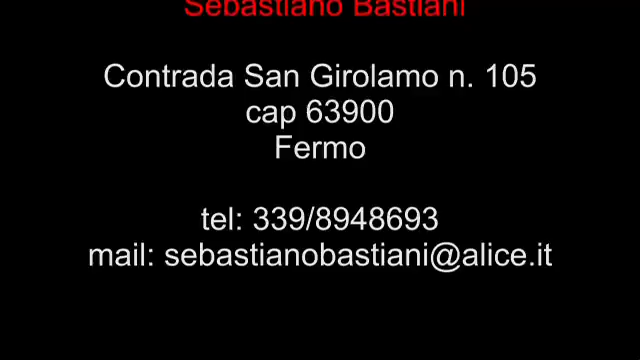 Sebastiano Bastiani
Contrada San Girolamo n. 105
cap 63900
Fermo
tel: 339/8948693
mail: sebastianobastiani@alice.it